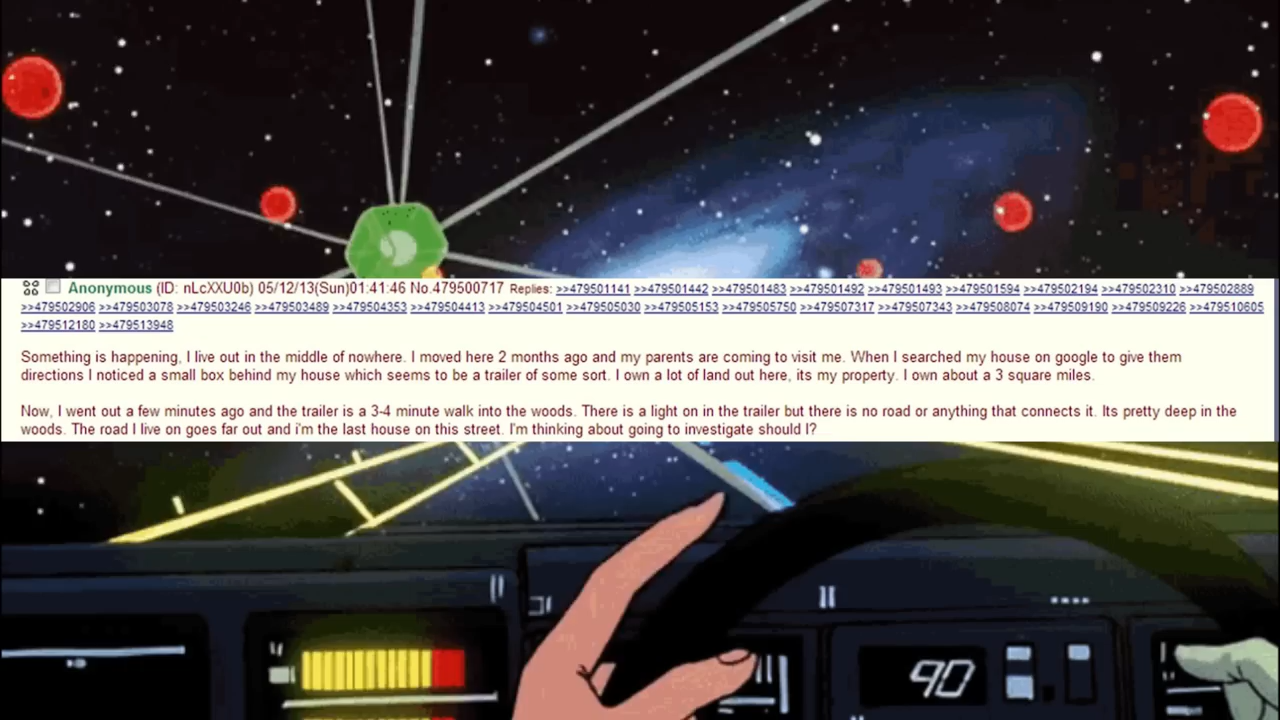 Anonymous (ID: nLcXXU0b) 05/12/13(Sun)01:41:46 No.479500717 Replies: >>479501141 >>479501442 >>479501483 >>479501492 >>479501493 >>479501594 >>479502194 >>479502310 >>479502889
>>479502906 >>479503078 >>479503246 >>479503489 >>479504353 >>479504413 >>479504501 >>479505030 >>479505153 >>479505750 >>479507317 >>479507343 >>479508074 >>479509190 >>479509226 >>479510605
>>479512180 >>479513948
Something is happening, I live out in the middle of nowhere. I moved here 2 months ago and my parents are coming to visit me. When I searched my house on google to give them
directions I noticed a small box behind my house which seems to be a trailer of some sort. I own a lot of land out here, its my property. I own about a 3 square miles.
Now, I went out a few minutes ago and the trailer is a 3-4 minute walk into the woods. There is a light on in the trailer but there is no road or anything that connects it. Its pretty deep in the
woods. The road I live on goes far out and i'm the last house on this street. I'm thinking about going to investigate should I?
90